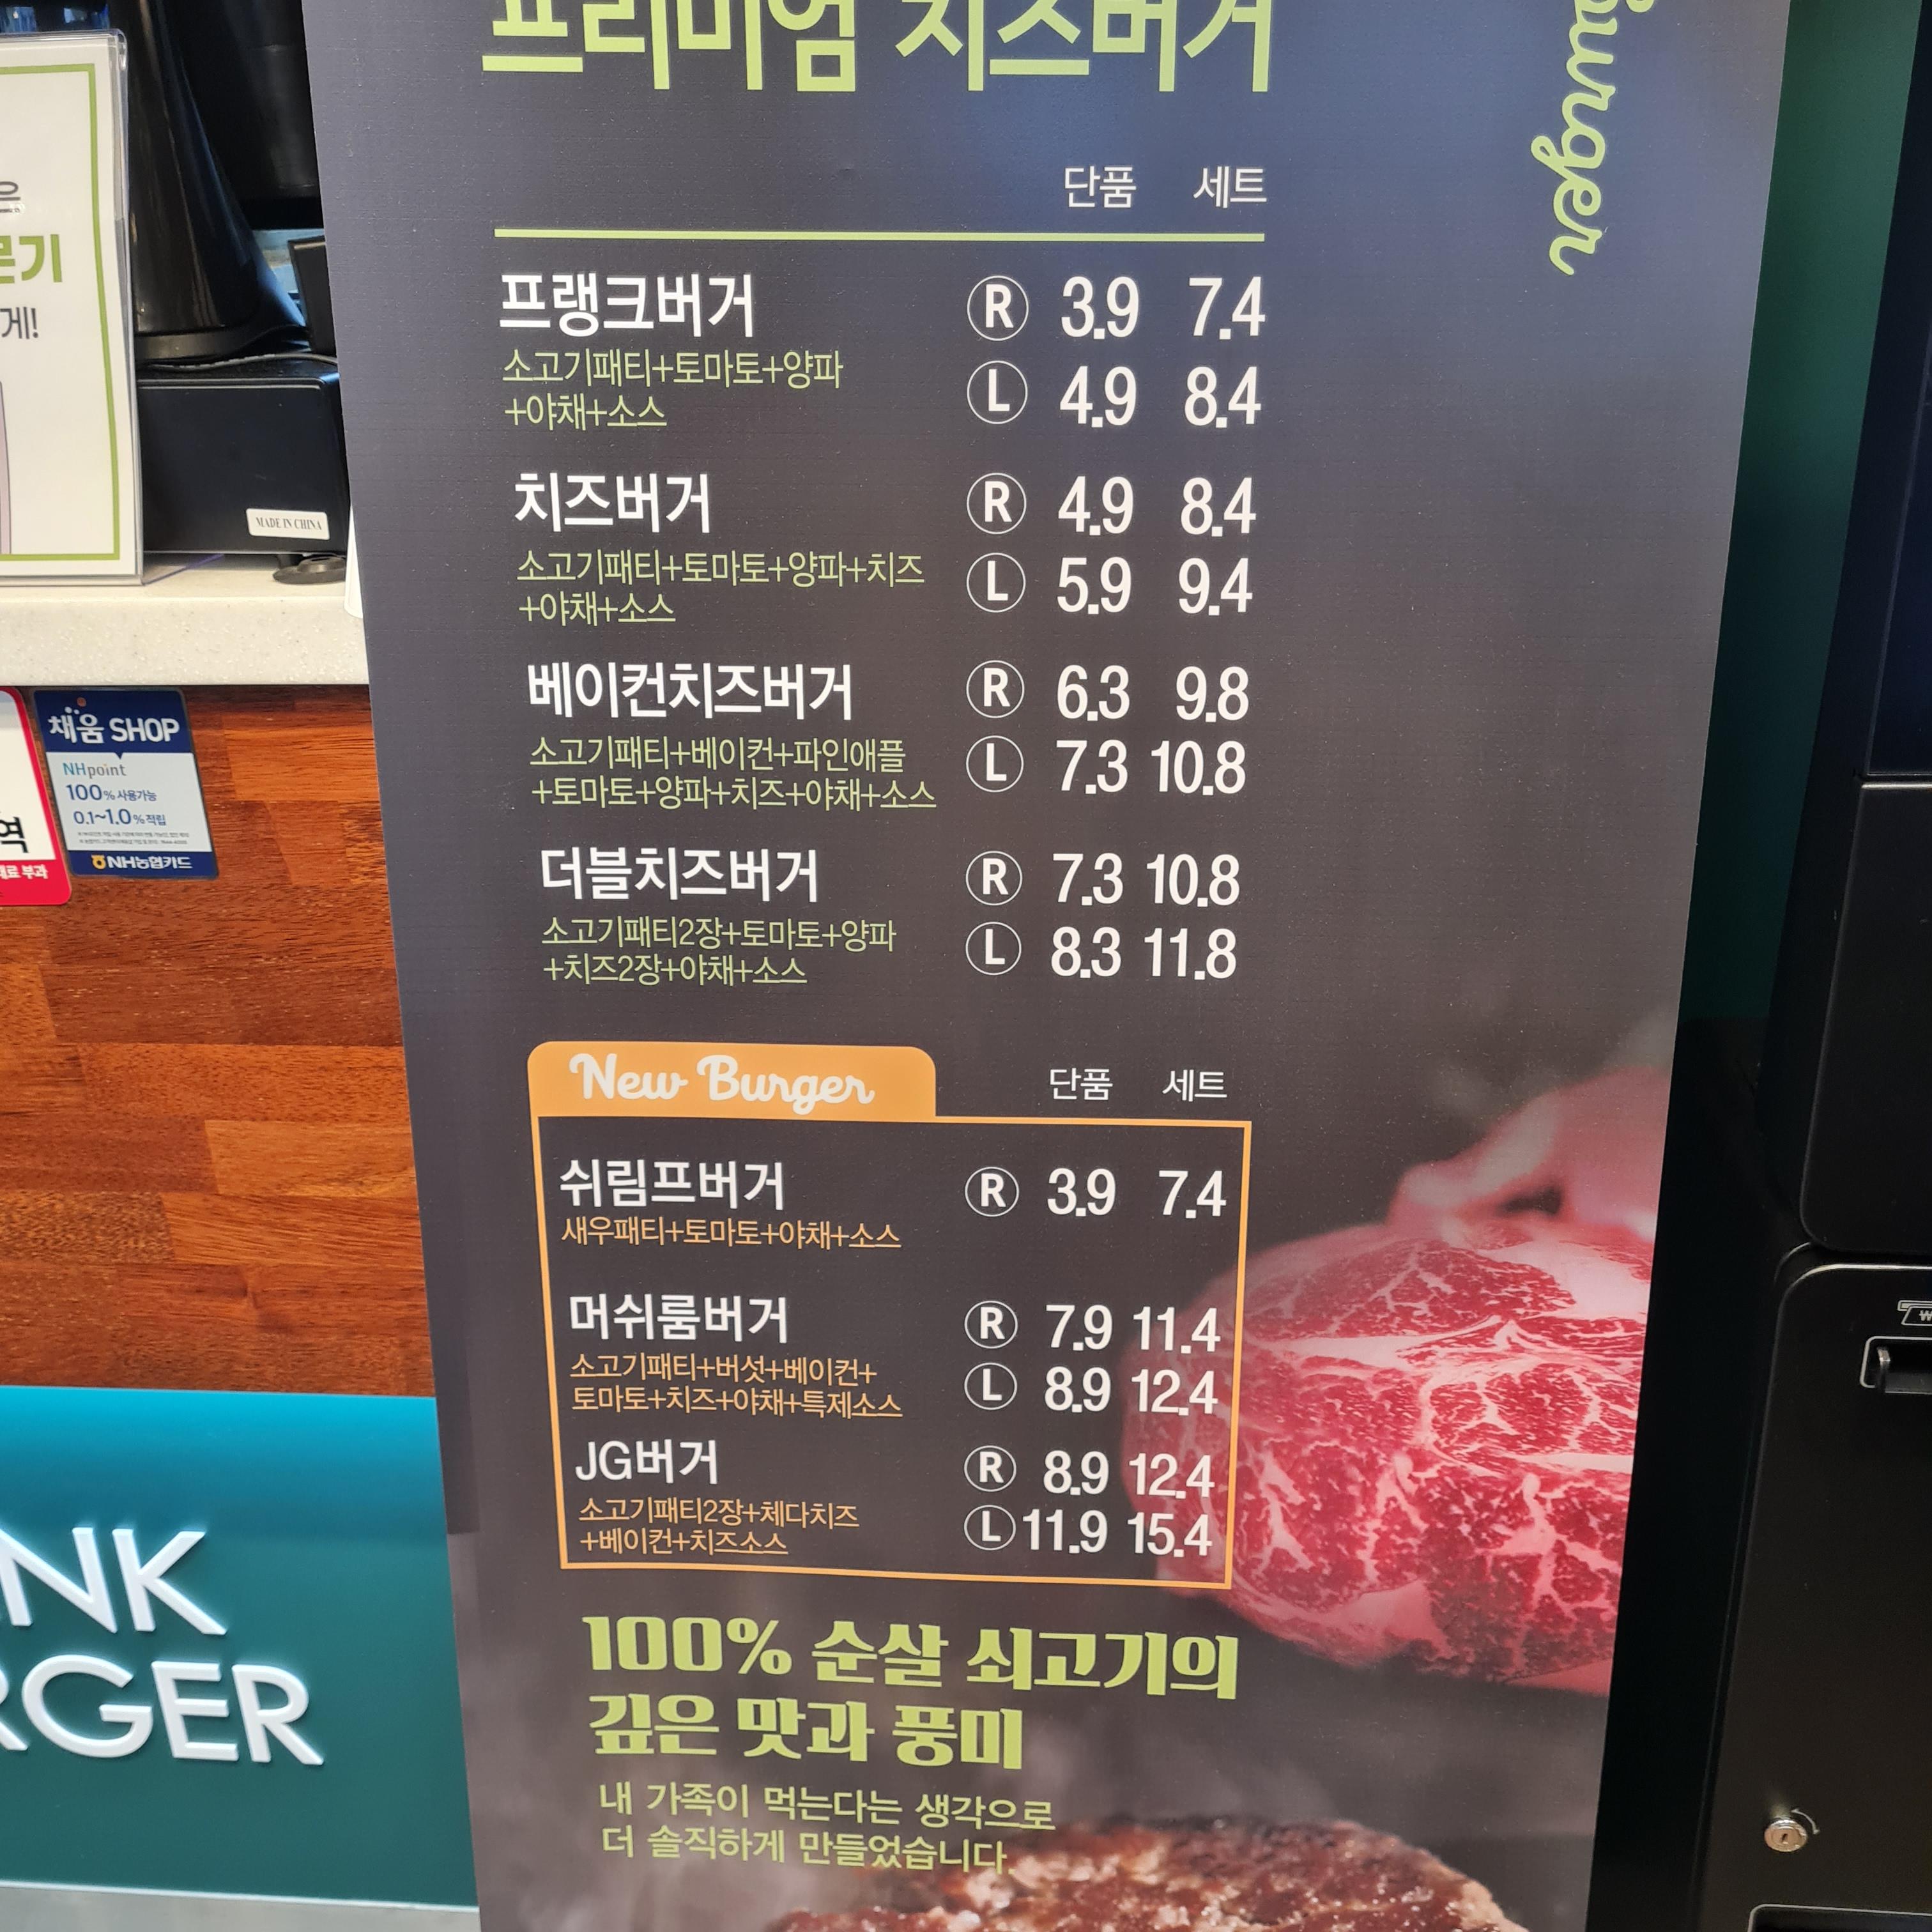 프리미엄 치즈버거
burger
단품 세트
프랭크버거 R 3.9 7.4
소고기패티+토마토+양파
+야채+소스
L 4.9 8.4
치즈버거 R 4.9 8.4
소고기패티+토마토+양파+치즈
+야채+소스
L 5.9 9.4
베이컨치즈버거 R 6.3 9.8
소고기패티+베이컨+파인애플
+토마토+양파+치즈+야채+소스
L 7.3 10.8
더블치즈버거 R 7.3 10.8
소고기패티2장+토마토+양파
+치즈2장+야채+소스
L 8.3 11.8
New Burger 단품 세트
쉬림프버거 R 3.9 7.4
새우패티+토마토+야채+소스
머쉬룸버거 R 7.9 11.4
소고기패티+버섯+베이컨+
토마토+치즈+야채+특제소스
L 8.9 12.4
JG버거 R 8.9 12.4
소고기패티2장+체다치즈
+베이컨+치즈소스
L 11.9 15.4
100% 순살 쇠고기의
깊은 맛과 풍미
내 가족이 먹는다는 생각으로
더 솔직하게 만들었습니다.
은
게!
MADE IN CHINA
채움 SHOP
NHpoint
100% 사용가능
0.1~1.0% 적립
NH농협카드
역
부과
NK
RGER